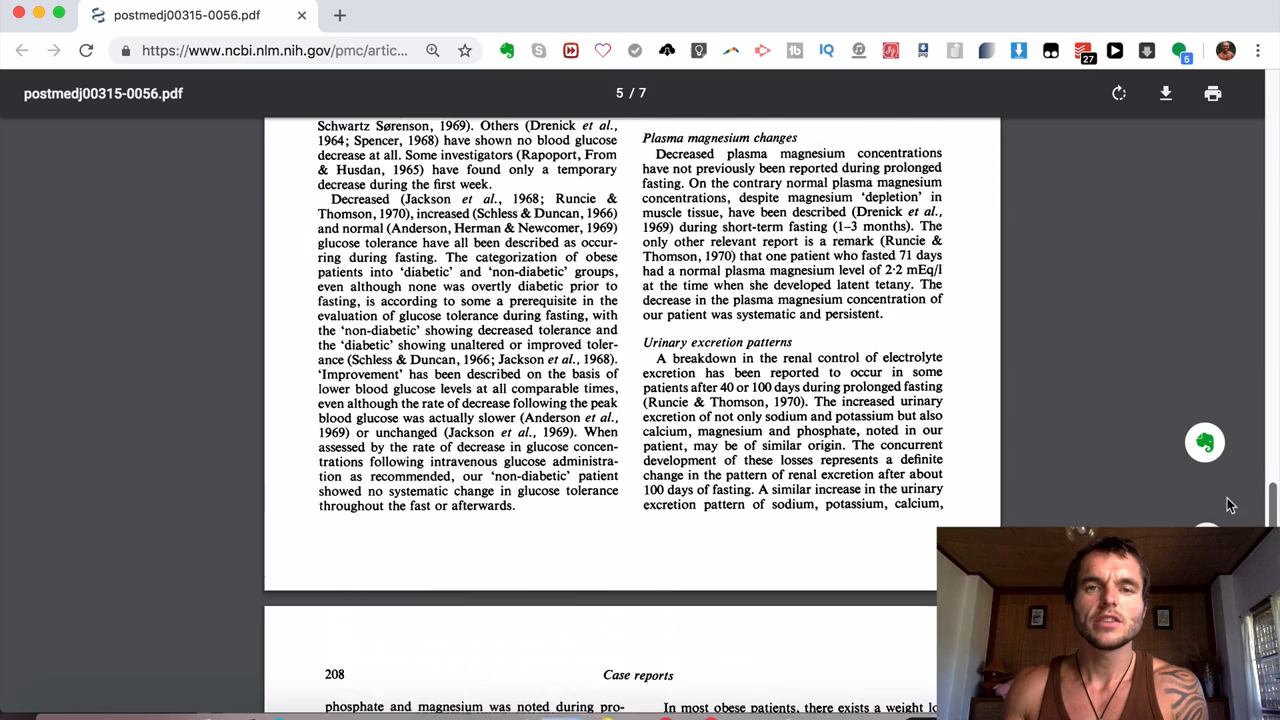 postmedj00315-0056.pdf
https://www.ncbi.nlm.nih.gov/pmc/artic...
27
5
postmedj00315-0056.pdf
5 / 7
Schwartz Sørenson, 1969). Others (Drenick et al.,
1964; Spencer, 1968) have shown no blood glucose
decrease at all. Some investigators (Rapoport, From
& Husdan, 1965) have found only a temporary
decrease during the first week.
Decreased (Jackson et al., 1968; Runcie &
Thomson, 1970), increased (Schless & Duncan, 1966)
and normal (Anderson, Herman & Newcomer, 1969)
glucose tolerance have all been described as occur-
ring during fasting. The categorization of obese
patients into ‘diabetic’ and ‘non-diabetic’ groups,
even although none was overtly diabetic prior to
fasting, is according to some a prerequisite in the
evaluation of glucose tolerance during fasting, with
the ‘non-diabetic’ showing decreased tolerance and
the ‘diabetic’ showing unaltered or improved toler-
ance (Schless & Duncan, 1966; Jackson et al., 1968).
‘Improvement’ has been described on the basis of
lower blood glucose levels at all comparable times,
even although the rate of decrease following the peak
blood glucose was actually slower (Anderson et al.,
1969) or unchanged (Jackson et al., 1969). When
assessed by the rate of decrease in glucose concen-
trations following intravenous glucose administra-
tion as recommended, our ‘non-diabetic’ patient
showed no systematic change in glucose tolerance
throughout the fast or afterwards.
Plasma magnesium changes
Decreased plasma magnesium concentrations
have not previously been reported during prolonged
fasting. On the contrary normal plasma magnesium
concentrations, despite magnesium ‘depletion’ in
muscle tissue, have been described (Drenick et al.,
1969) during short-term fasting (1–3 months). The
only other relevant report is a remark (Runcie &
Thomson, 1970) that one patient who fasted 71 days
had a normal plasma magnesium level of 2·2 mEq/l
at the time when she developed latent tetany. The
decrease in the plasma magnesium concentration of
our patient was systematic and persistent.
Urinary excretion patterns
A breakdown in the renal control of electrolyte
excretion has been reported to occur in some
patients after 40 or 100 days during prolonged fasting
(Runcie & Thomson, 1970). The increased urinary
excretion of not only sodium and potassium but also
calcium, magnesium and phosphate, noted in our
patient, may be of similar origin. The concurrent
development of these losses represents a definite
change in the pattern of renal excretion after about
100 days of fasting. A similar increase in the urinary
excretion pattern of sodium, potassium, calcium,
208
Case reports
phosphate and magnesium was noted during pro-
In most obese patients, there exists a weight lo